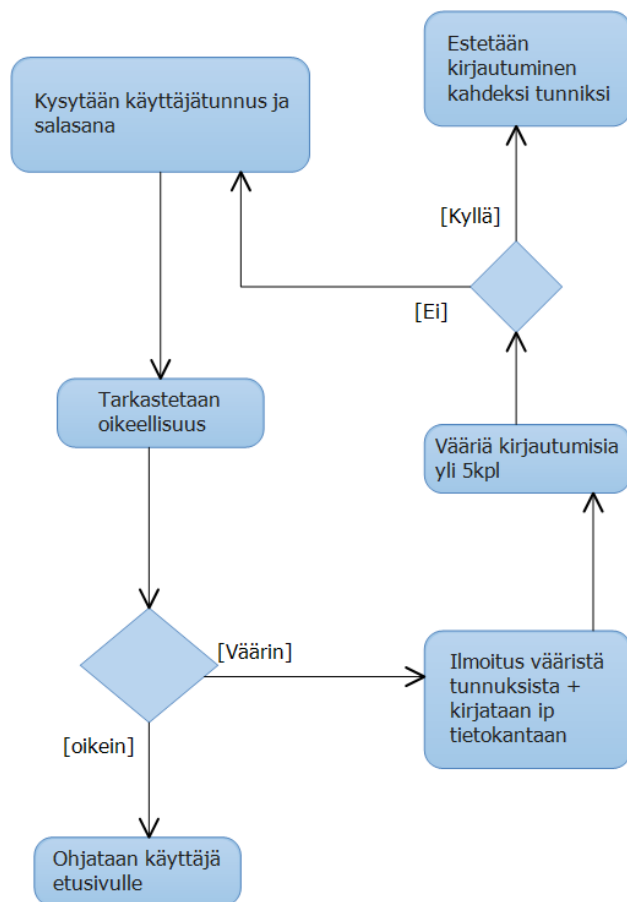 Estetään
kirjautuminen
kahdeksi tunniksi
Kysytään käyttäjätunnus ja
salasana
[Kyllä]
[Ei]
Tarkastetaan
oikeellisuus
Vääriä kirjautumisia
yli 5kpl
[Väärin]
Ilmoitus vääristä
tunnuksista +
kirjataan ip
tietokantaan
[oikein]
Ohjataan käyttäjä
etusivulle